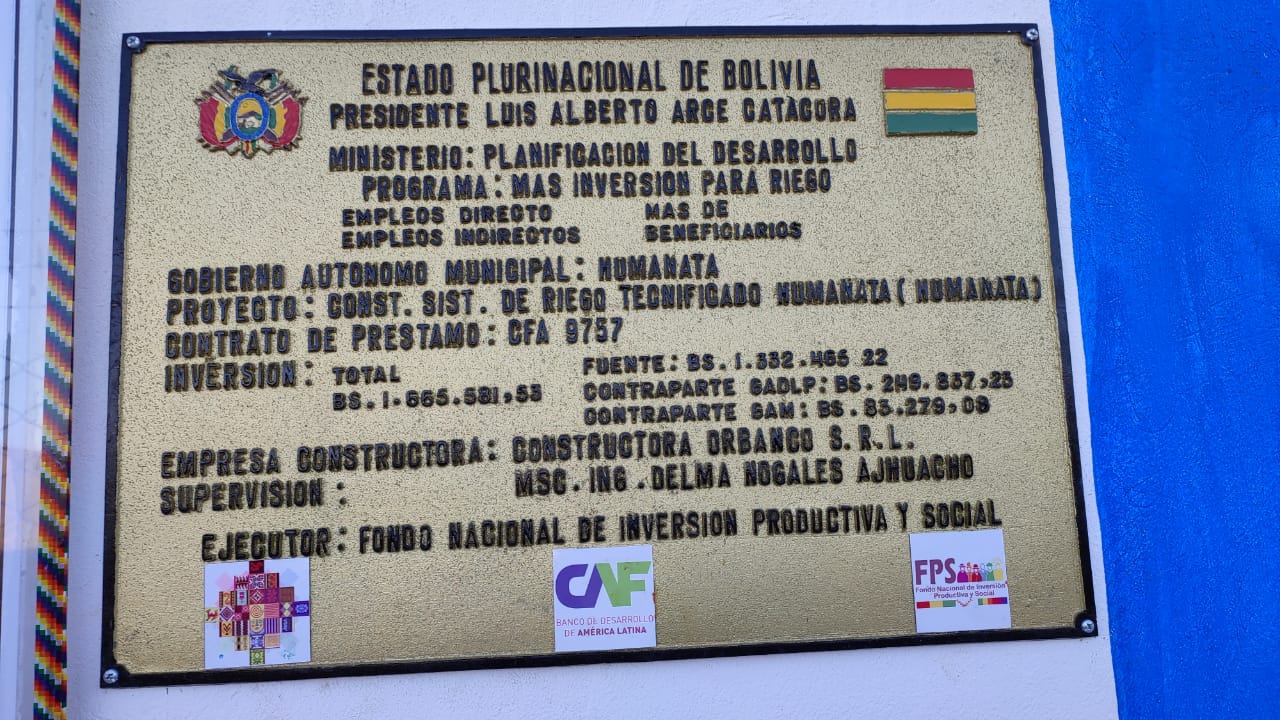 ESTADO PLURINACIONAL DE BOLIVIA
PRESIDENTE LUIS ALBERTO ARCE CATACORA
MINISTERIO: PLANIFICACION DEL DESARROLLO
PROGRAMA: MAS INVERSION PARA RIEGO
EMPLEOS DIRECTO MAS DE
EMPLEOS INDIRECTOS BENEFICIARIOS
GOBIERNO AUTONOMO MUNICIPAL: HUMANATA
PROYECTO: CONST. SIST. DE RIEGO TECNIFICADO HUMANATA (HUMANATA)
CONTRATO DE PRESTAMO: CFA 9757
INVERSION: TOTAL
BS. 1.665.581,53
FUENTE: BS. 1.332.465 22
CONTRAPARTE GADLP: BS. 249.837,23
CONTRAPARTE GAM: BS. 83.279,08
EMPRESA CONSTRUCTORA: CONSTRUCTORA ORBANCO S.R.L.
SUPERVISION: MSC. ING. DELMA NOGALES AJHUACHO
EJECUTOR: FONDO NACIONAL DE INVERSION PRODUCTIVA Y SOCIAL
CAF
BANCO DE DESARROLLO
DE AMÉRICA LATINA
FPS
Fondo Nacional de Inversión
Productiva y Social